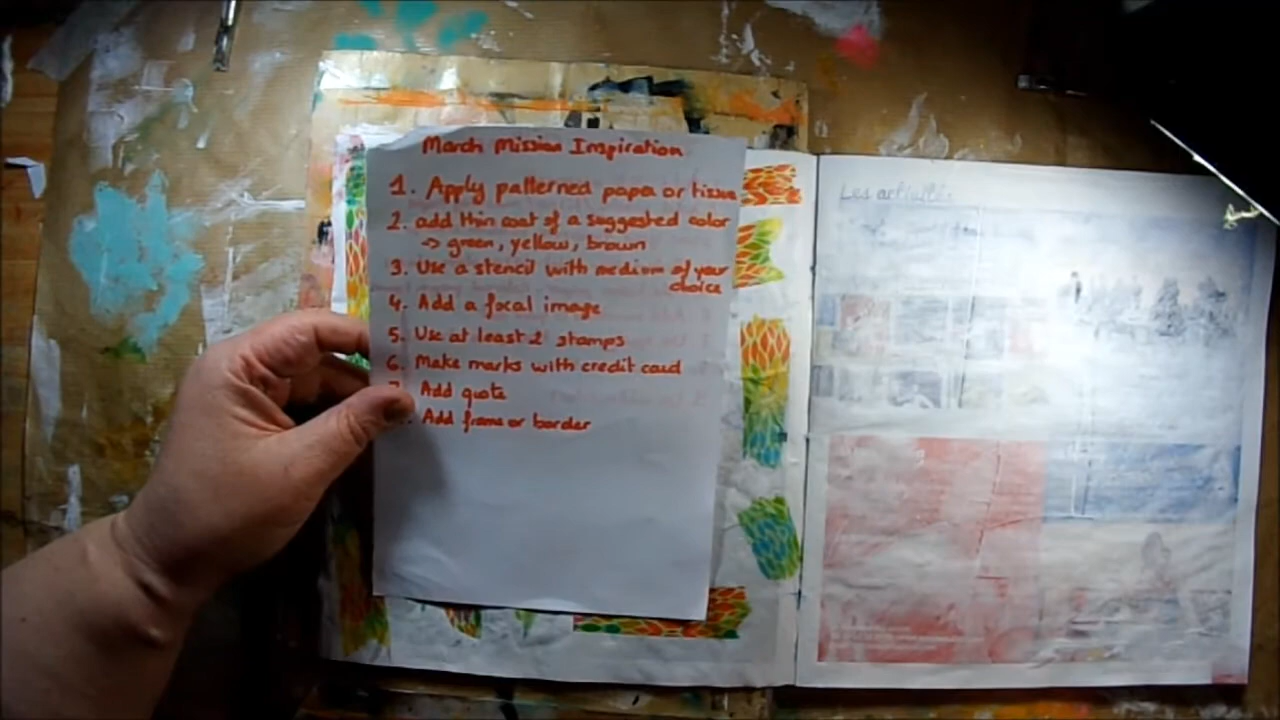 March Mission Inspiration
1. Apply patterned paper or tissue
2. add thin coat of a suggested color
-> green, yellow, brown
3. Use a stencil with medium of your
choice
4. Add a focal image
5. Use at least 2 stamps
6. Make marks with credit card
7. Add quote
Add frame or border
Les